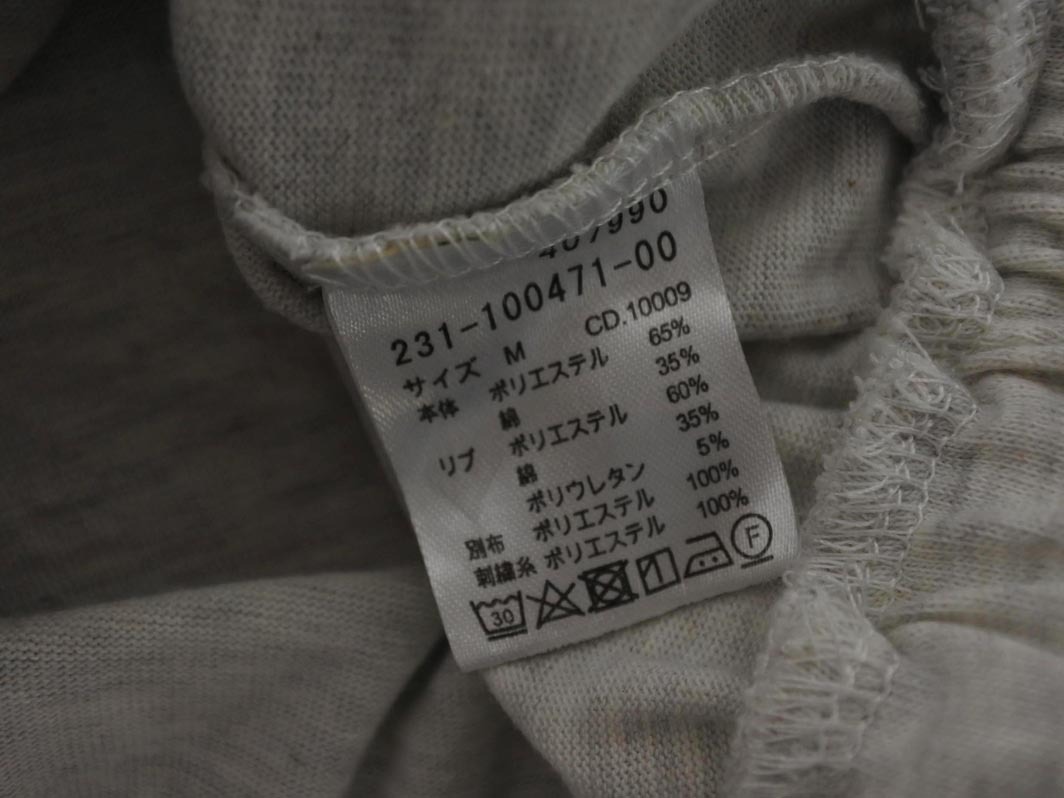 231-100471-00
サイズ M CD.10009
本体 ポリエステル 65%
綿 35%
リブ ポリエステル 60%
綿 35%
ポリウレタン 5%
別布 ポリエステル 100%
刺繍糸 ポリエステル 100%
30 F